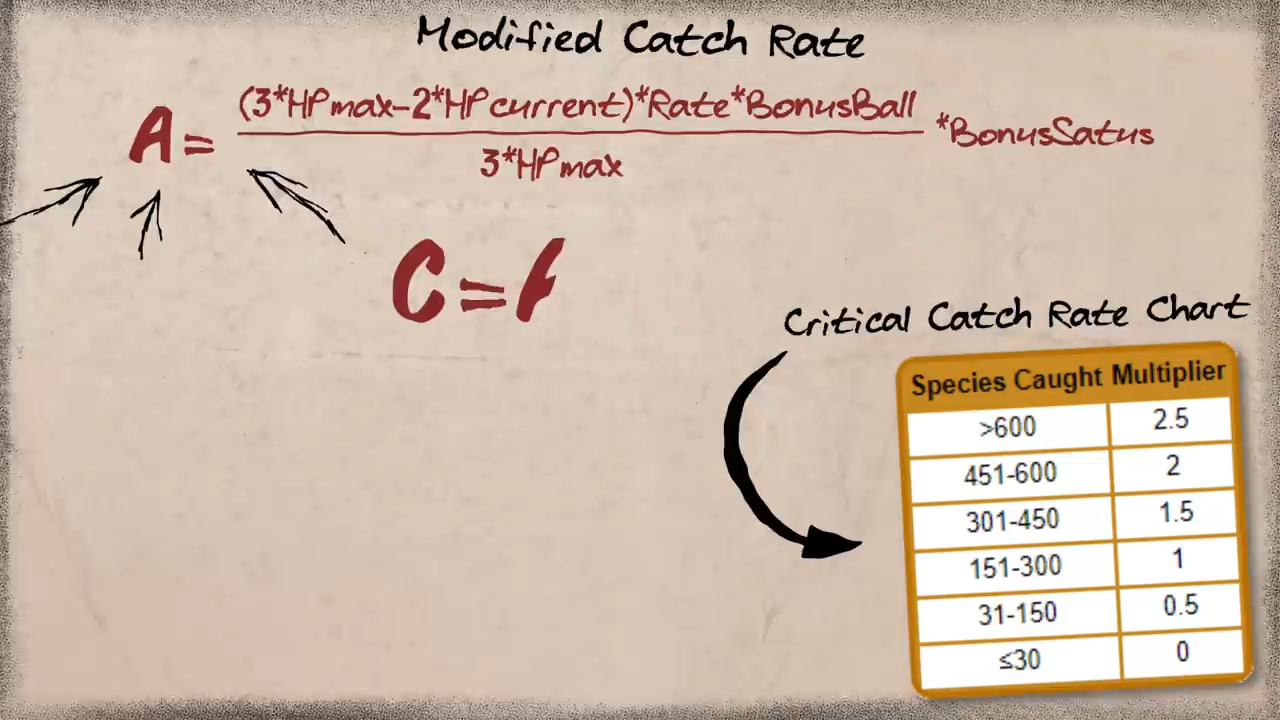 Modified Catch Rate
A= (3*HPmax-2*HPcurrent)*Rate*BonusBall *BonusSatus
3*HPmax
C=
Critical Catch Rate Chart
Species Caught Multiplier
>600 2.5
451-600 2
301-450 1.5
151-300 1
31-150 0.5
≤30 0